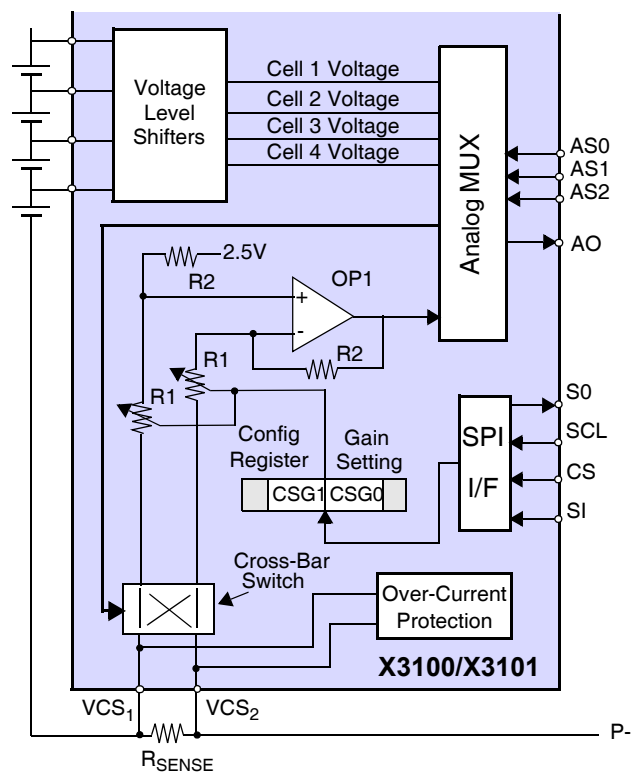 Voltage
Level
Shifters
Cell 1 Voltage
Cell 2 Voltage
Cell 3 Voltage
Cell 4 Voltage
Analog MUX
AS0
AS1
AS2
AO
2.5V
R2
OP1
+
-
R2
R1
R1
Config
Register
Gain
Setting
CSG1 CSG0
SPI
I/F
S0
SCL
CS
SI
Cross-Bar
Switch
Over-Current
Protection
X3100/X3101
VCS1
VCS2
RSENSE
P-